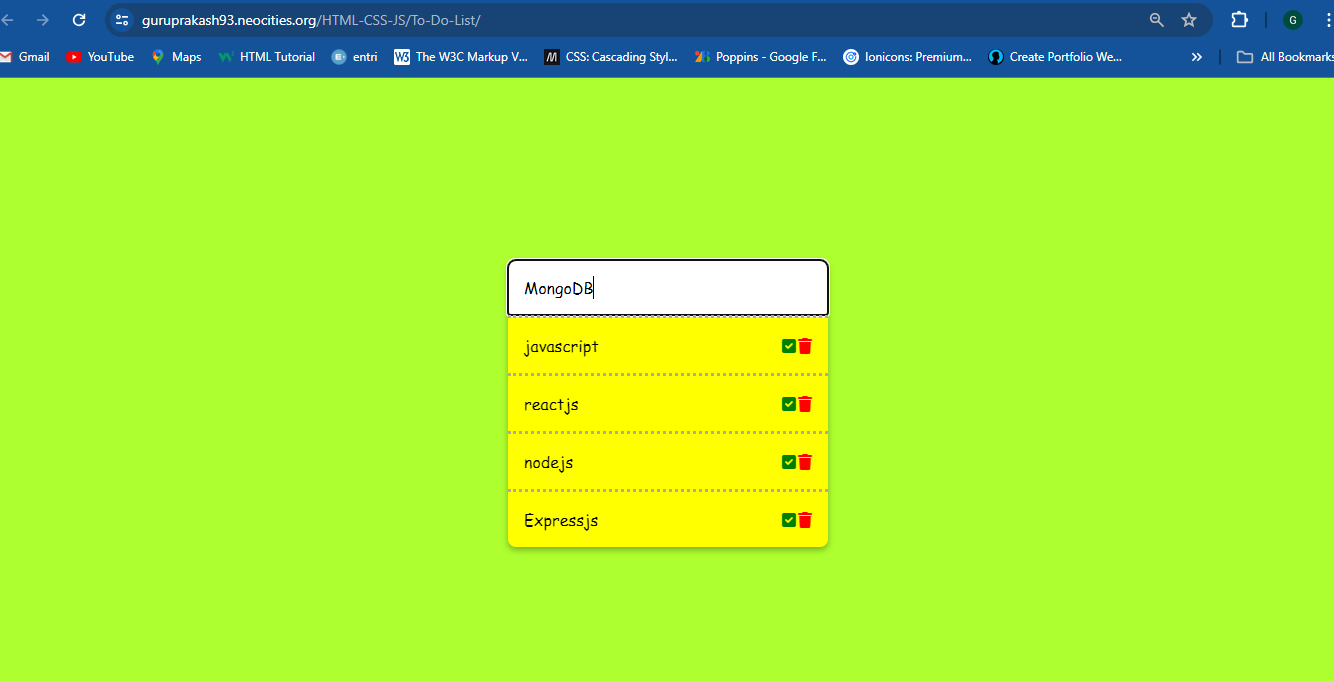 guruprakash93.neocities.org/HTML-CSS-JS/To-Do-List/
G
Gmail YouTube Maps HTML Tutorial entri The W3C Markup V... CSS: Cascading Styl... Poppins - Google F... Ionicons: Premium... Create Portfolio We... » All Bookmarks
MongoDB
javascript
reactjs
nodejs
Expressjs